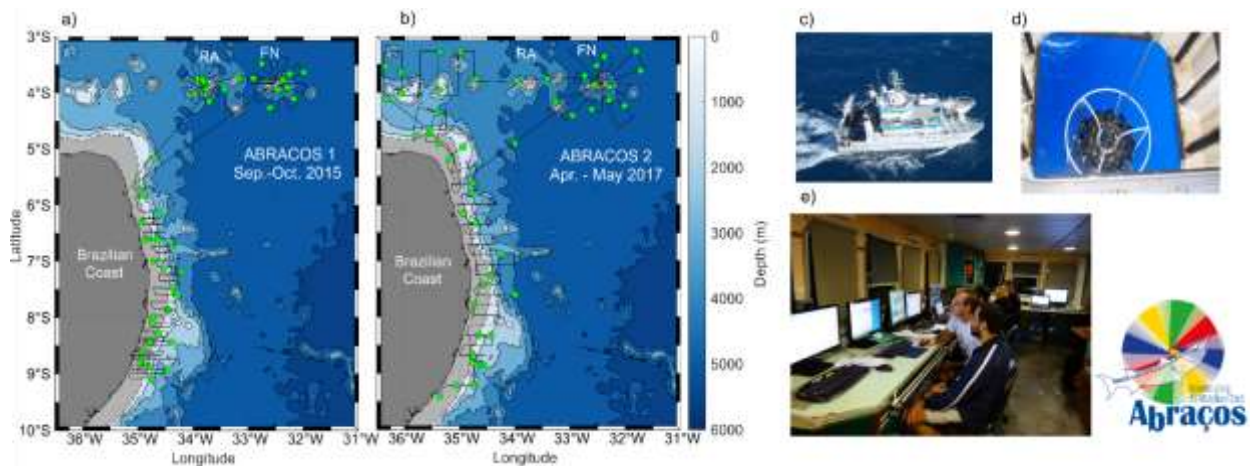 a)
b)
c)
d)
3°S
4°S
5°S
6°S
7°S
8°S
9°S
10°S
Latitude
RA
FN
ABRACOS 1
Sep.-Oct. 2015
Brazilian
Coast
36°W
35°W
34°W
33°W
32°W
31°W
Longitude
RA
FN
ABRACOS 2
Apr. - May 2017
Brazilian
Coast
36°W
35°W
34°W
33°W
32°W
31°W
Longitude
0
1000
2000
3000
4000
5000
6000
Depth (m)
e)
Abraços